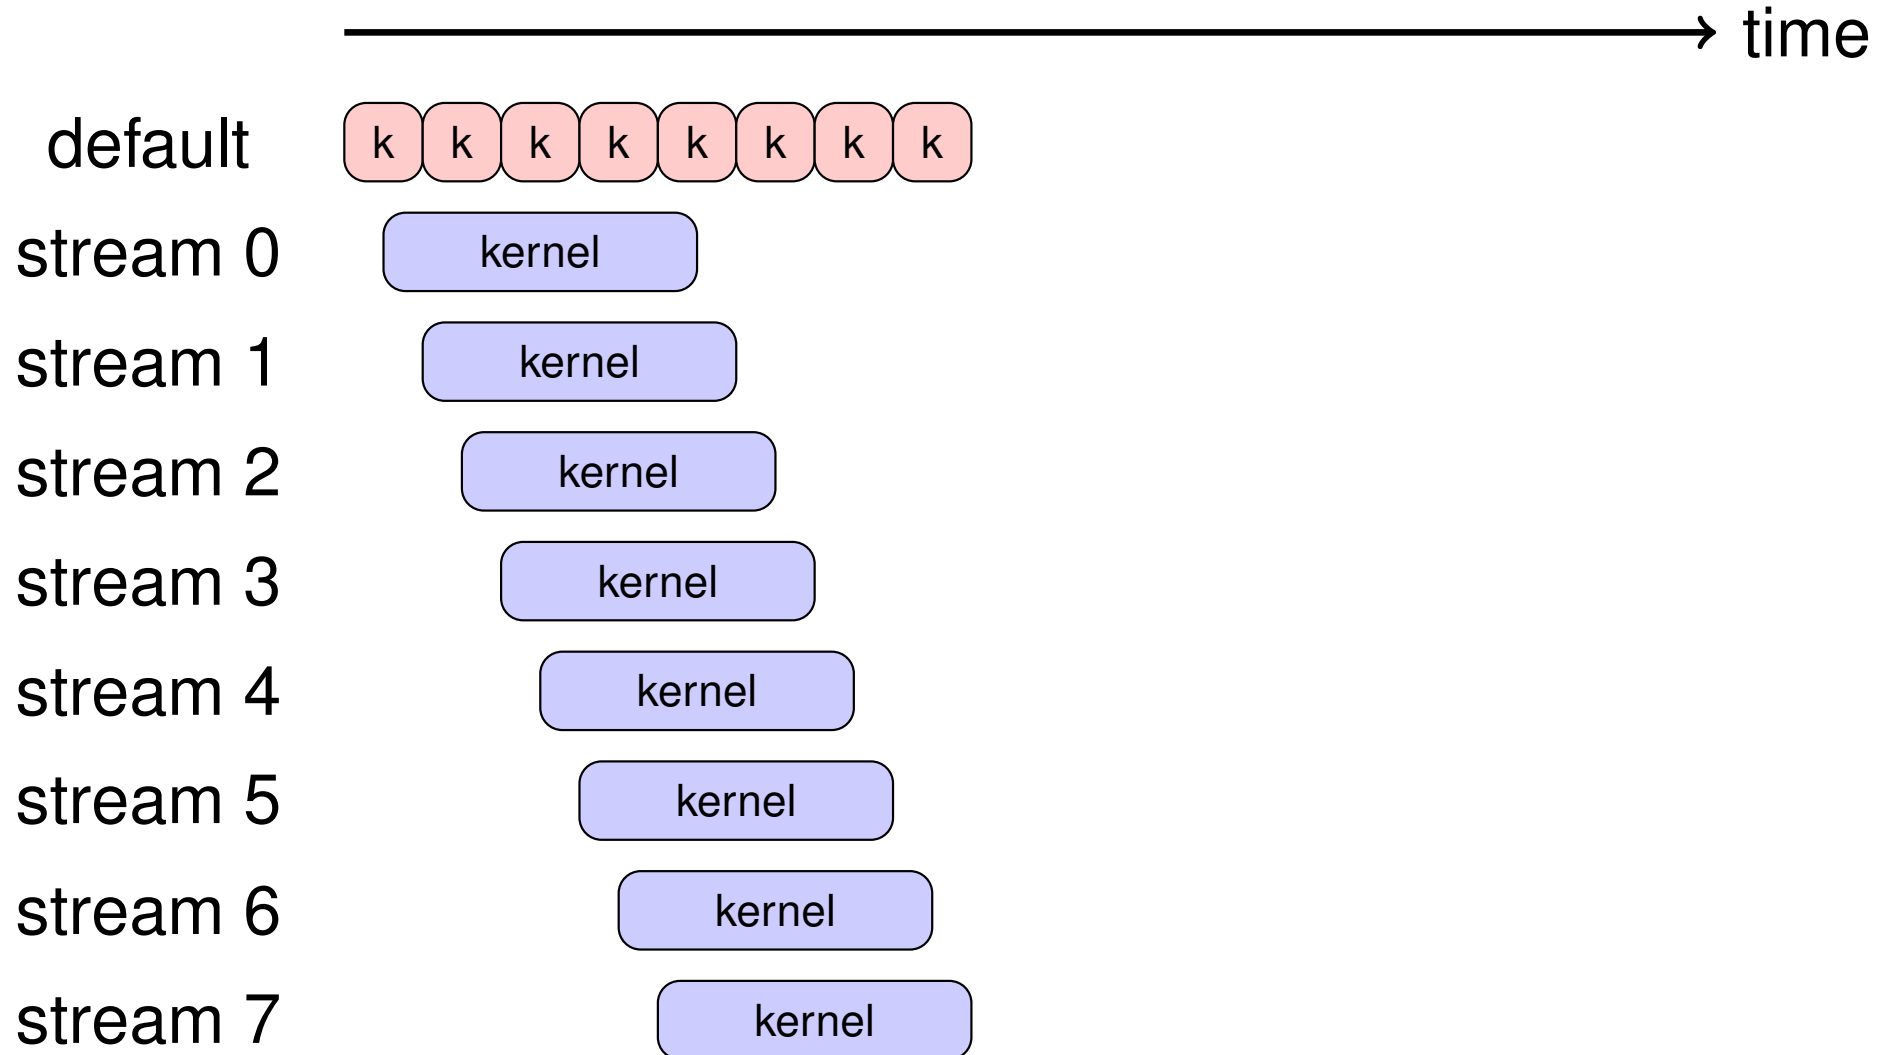 time
default k k k k k k k k
stream 0 kernel
stream 1 kernel
stream 2 kernel
stream 3 kernel
stream 4 kernel
stream 5 kernel
stream 6 kernel
stream 7 kernel